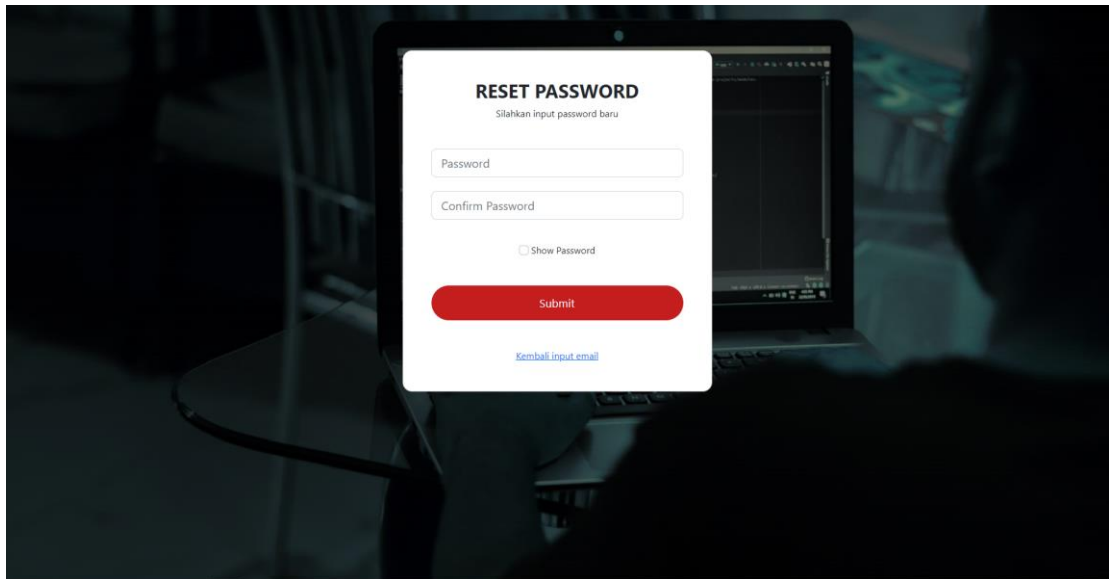 RESET PASSWORD
Silahkan input password baru
Password
Confirm Password
Show Password
Submit
Kembali input email